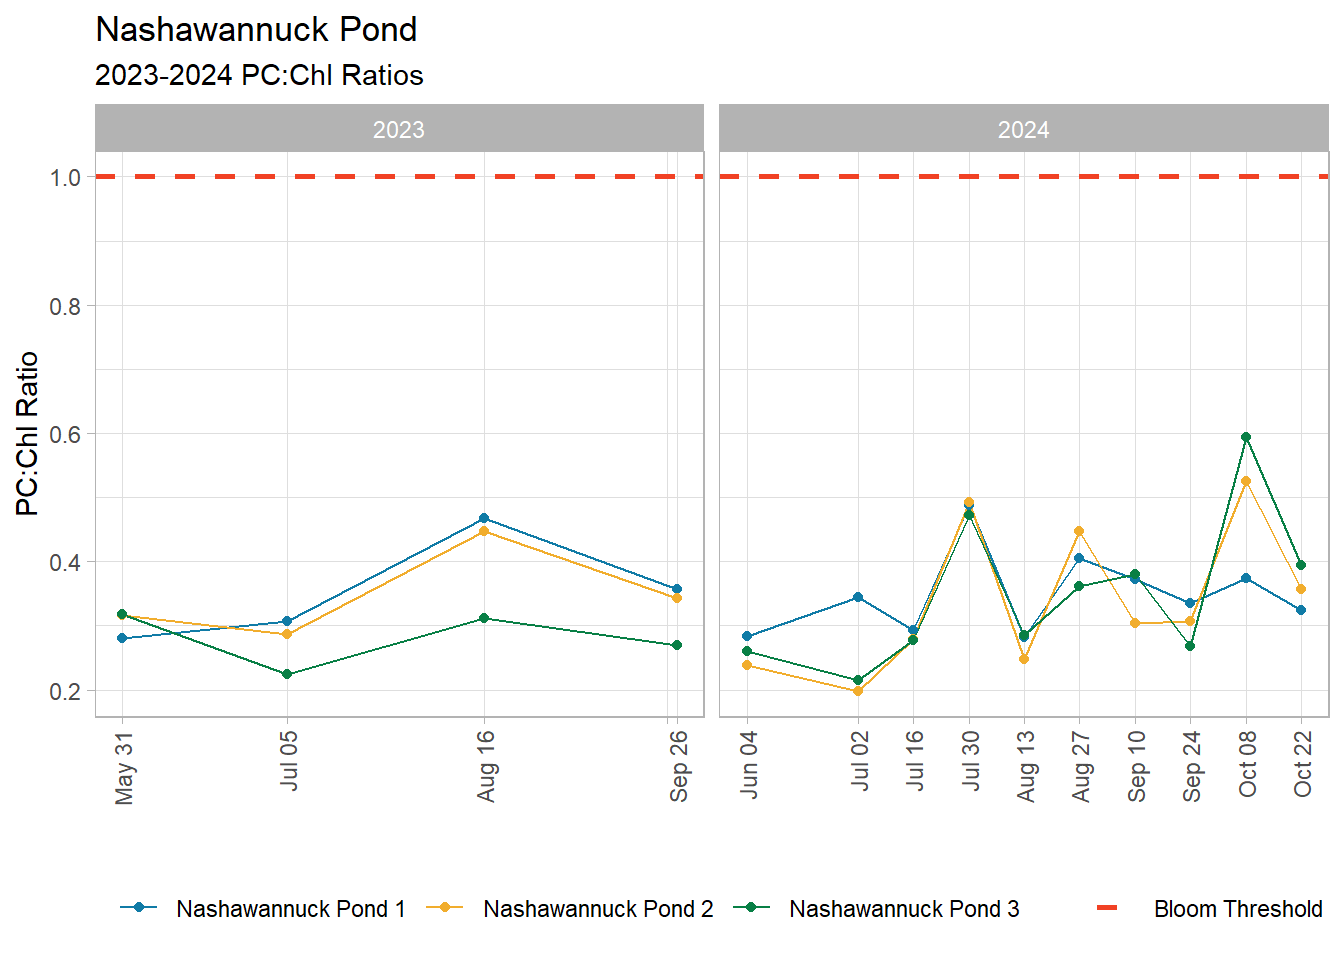 Nashawannuck Pond
2023-2024 PC:Chl Ratios
2023
2024
PC:Chl Ratio
1.0
0.8
0.6
0.4
0.2
May 31
Jul 05
Aug 16
Sep 26
Jun 04
Jul 02
Jul 16
Jul 30
Aug 13
Aug 27
Sep 10
Sep 24
Oct 08
Oct 22
Nashawannuck Pond 1
Nashawannuck Pond 2
Nashawannuck Pond 3
Bloom Threshold